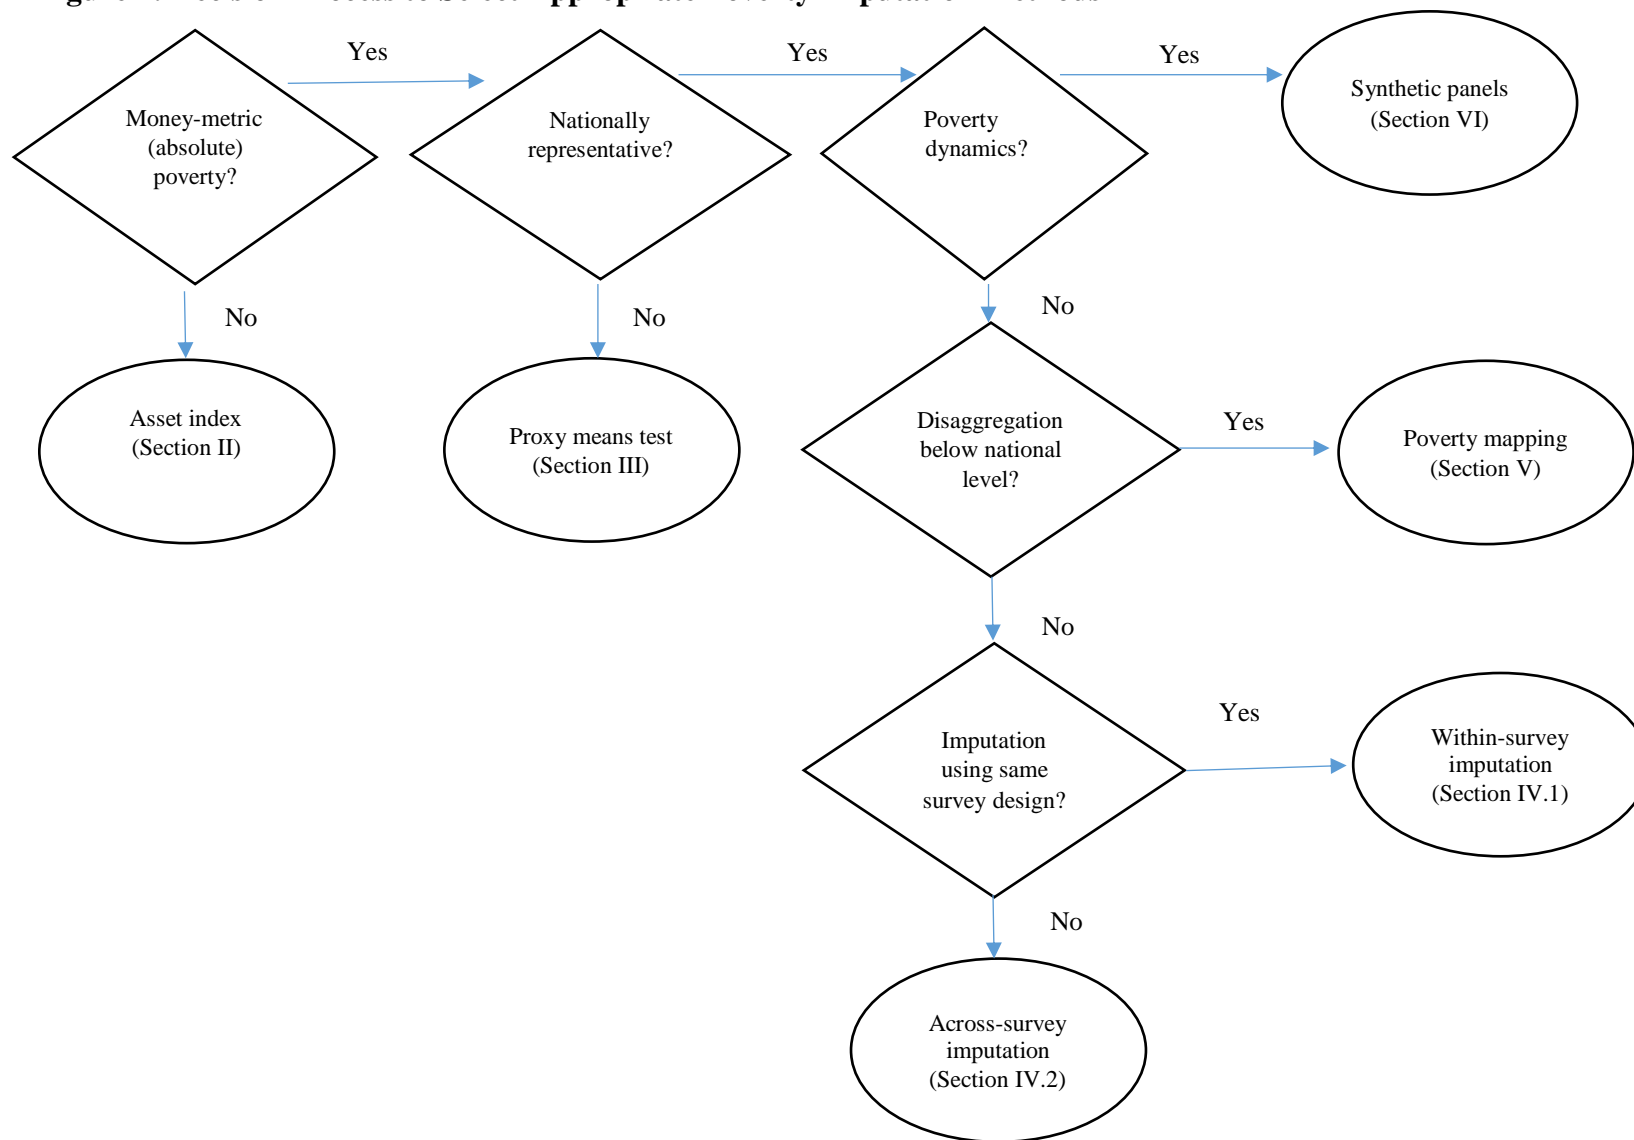 Yes
Yes
Yes
Money-metric
(absolute)
poverty?
Nationally
representative?
Poverty
dynamics?
Synthetic panels
(Section VI)
No
No
No
Asset index
(Section II)
Proxy means test
(Section III)
Disaggregation
below national
level?
Yes
Poverty mapping
(Section V)
No
Imputation
using same
survey design?
Yes
Within-survey
imputation
(Section IV.1)
No
Across-survey
imputation
(Section IV.2)